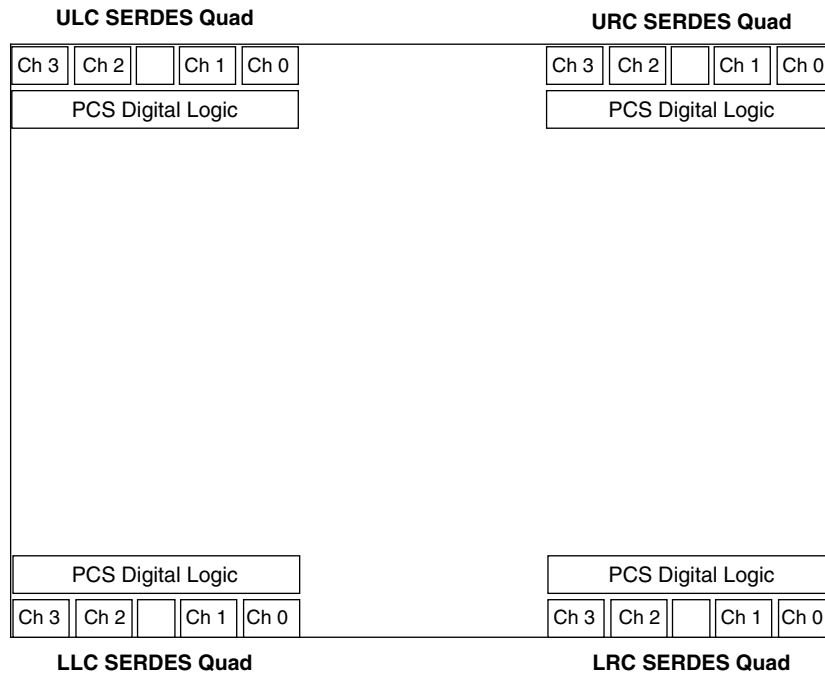 ULC SERDES Quad URC SERDES Quad
Ch 3 Ch 2 Ch 1 Ch 0 Ch 3 Ch 2 Ch 1 Ch 0
PCS Digital Logic PCS Digital Logic
PCS Digital Logic PCS Digital Logic
Ch 3 Ch 2 Ch 1 Ch 0 Ch 3 Ch 2 Ch 1 Ch 0
LLC SERDES Quad LRC SERDES Quad